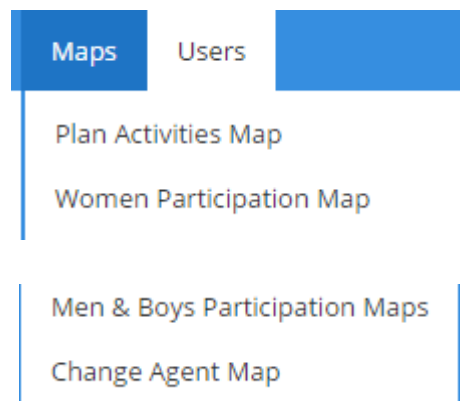 Maps Users
Plan Activities Map
Women Participation Map
Men & Boys Participation Maps
Change Agent Map